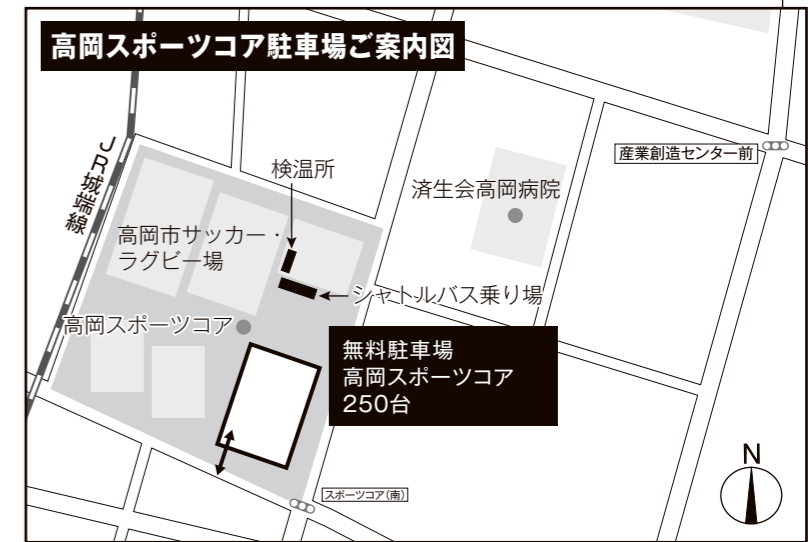 高岡スポーツコア駐車場ご案内図
JR城端線
検温所
産業創造センター前
済生会高岡病院
高岡市サッカー・
ラグビー場
シャトルバス乗り場
高岡スポーツコア
無料駐車場
高岡スポーツコア
250台
スポーツコア(南)
N